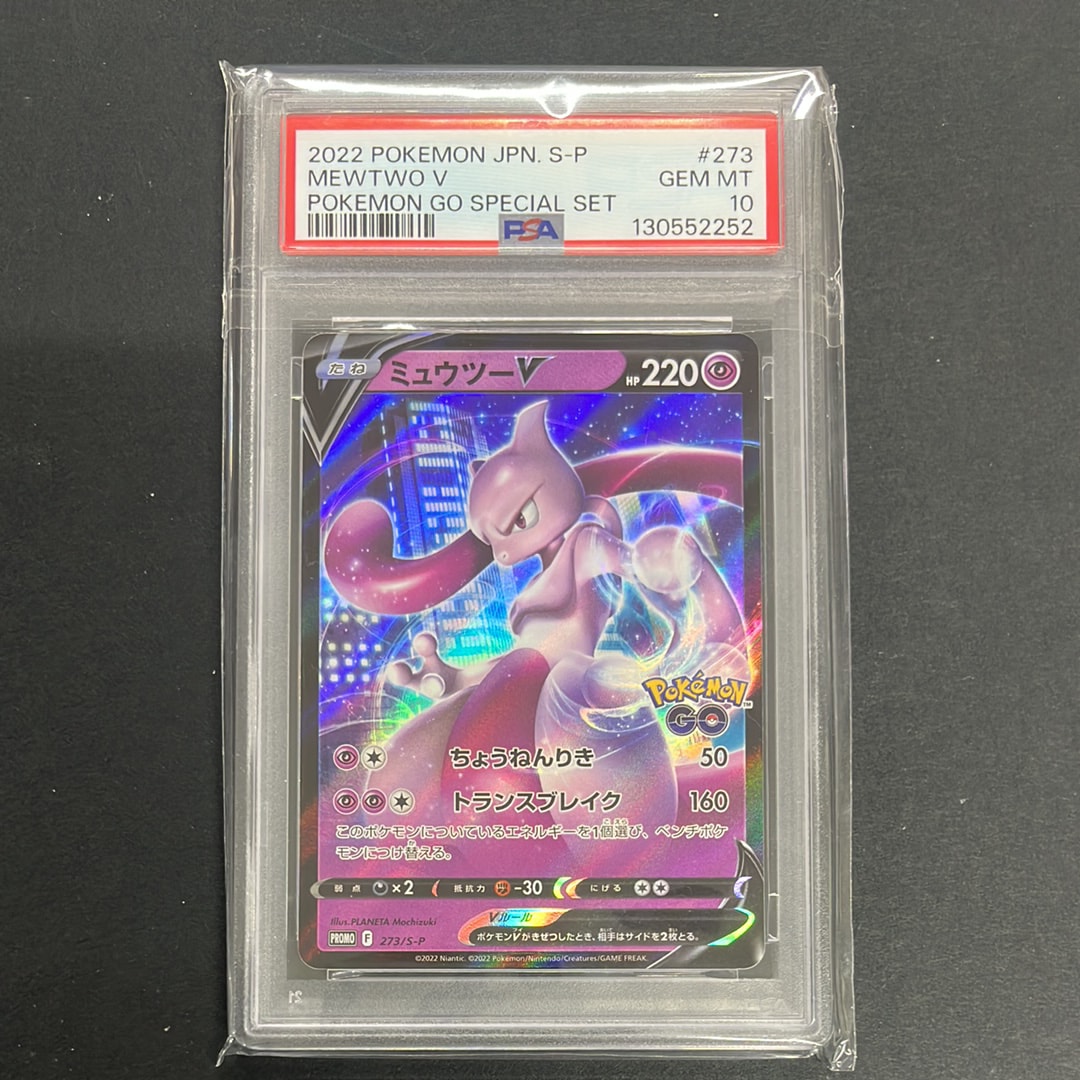 2022 POKEMON JPN. S-P #273
MEWTWO V GEM MT
POKEMON GO SPECIAL SET 10
PSA 130552252
たね ミュウツーV HP 220
Pokémon TM
GO
ちょうねんりき 50
トランスブレイク 160
このポケモンについているエネルギーを1個選び、ベンチポケ
モンにつけ替える。
弱点 ×2 抵抗力 -30 にげる
Illus. PLANETA Mochizuki
Vルール
ポケモンVがきぜつしたとき、相手はサイドを2枚とる。
PROMO F 273/S-P
©2022 Niantic. ©2022 Pokémon/Nintendo/Creatures/GAME FREAK.